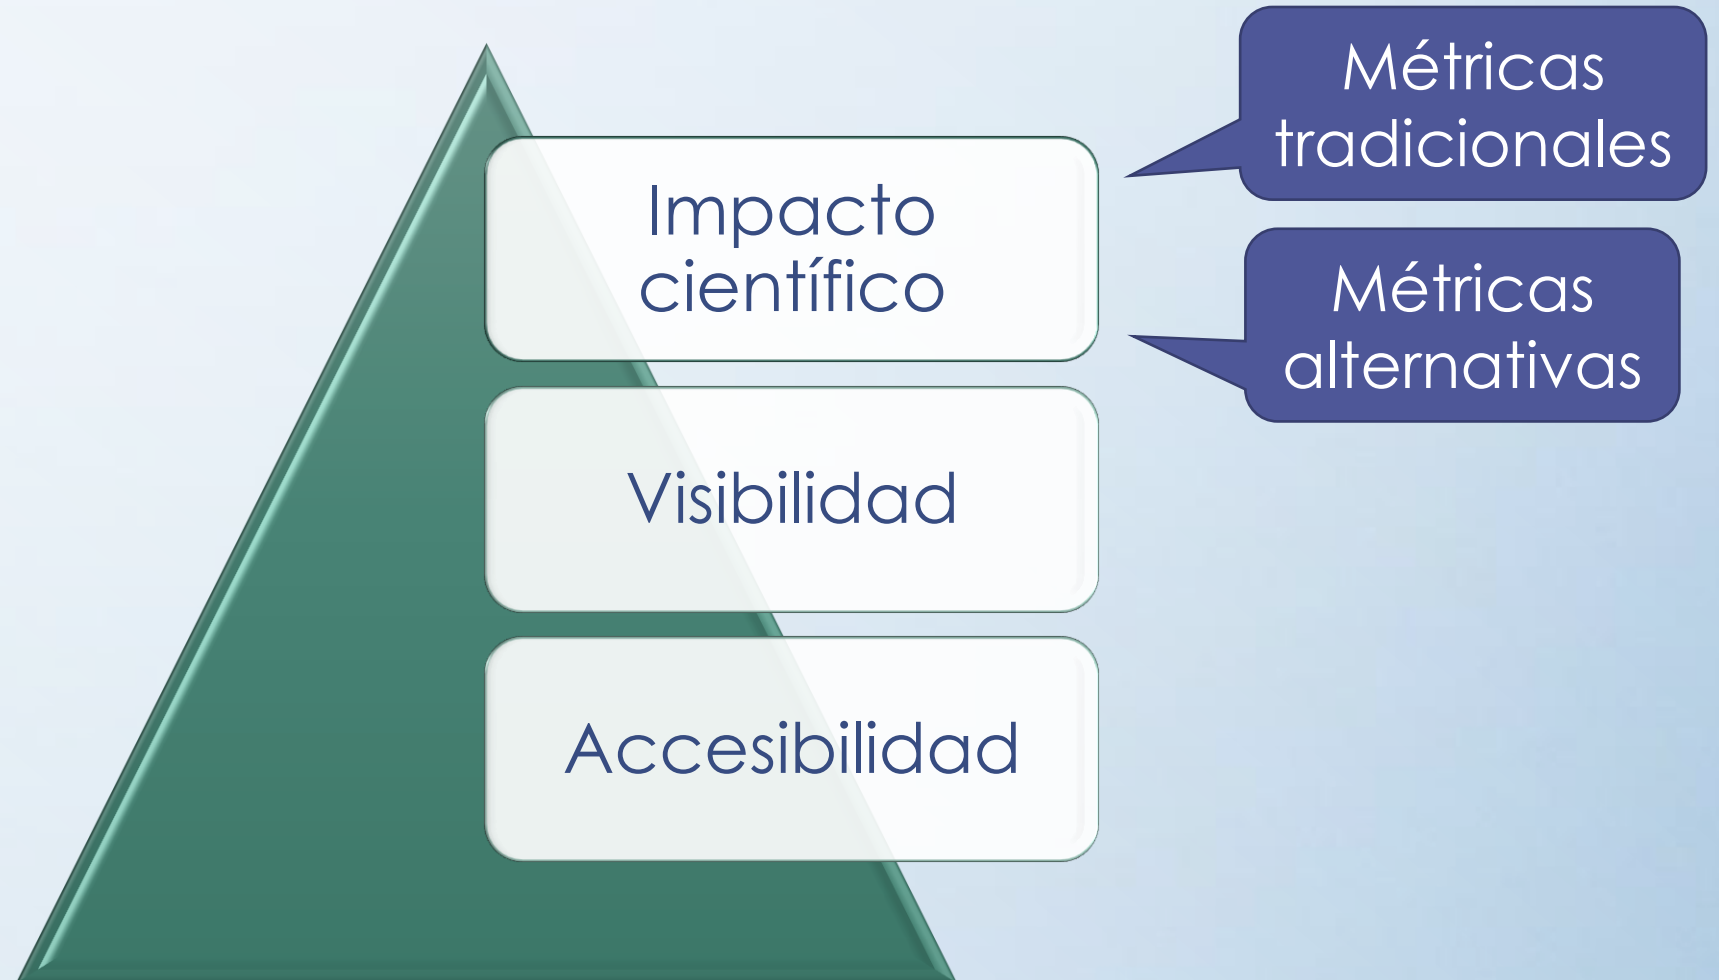 Métricas
tradicionales
Impacto
científico
Métricas
alternativas
Visibilidad
Accesibilidad